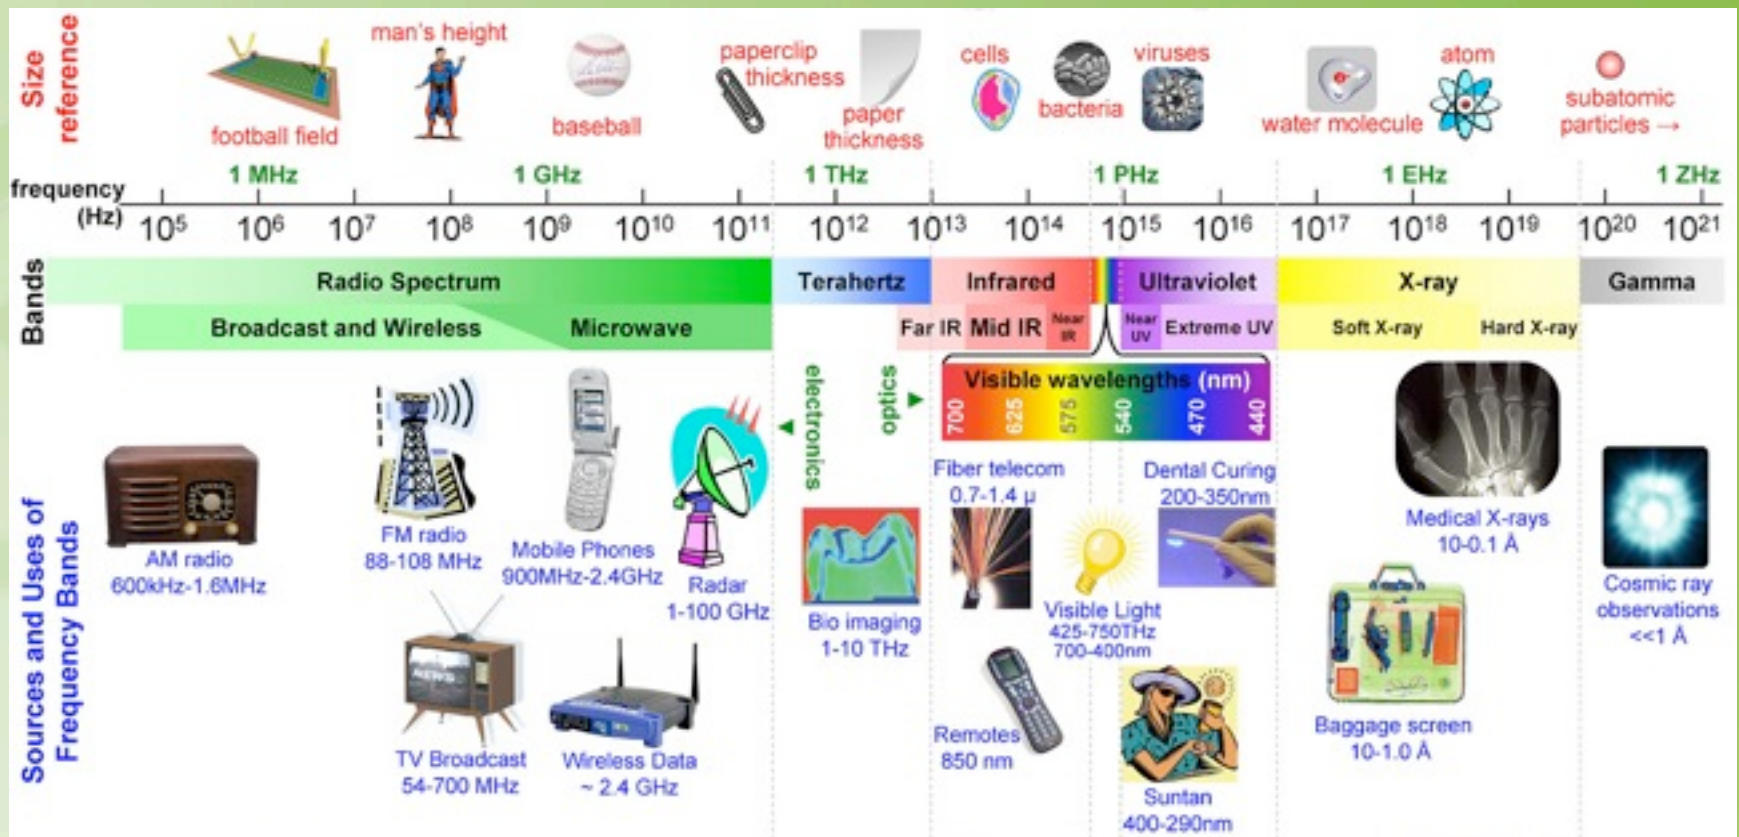 Size
reference
football field
man's height
baseball
paperclip
thickness
paper
thickness
cells
bacteria
viruses
water molecule
atom
subatomic
particles →
1 MHz 1 GHz 1 THz 1 PHz 1 EHz 1 ZHz
frequency
(Hz)
10⁵ 10⁶ 10⁷ 10⁸ 10⁹ 10¹⁰ 10¹¹ 10¹² 10¹³ 10¹⁴ 10¹⁵ 10¹⁶ 10¹⁷ 10¹⁸ 10¹⁹ 10²⁰ 10²¹
Bands
Radio Spectrum Terahertz Infrared Ultraviolet X-ray Gamma
Broadcast and Wireless Microwave
Far IR Mid IR
Near
IR
Near
UV
Extreme UV
Soft X-ray Hard X-ray
electronics
optics
Visible wavelengths (nm)
700 625 575 540 470 440
Sources and Uses of
Frequency Bands
AM radio
600kHz-1.6MHz
FM radio
88-108 MHz
Mobile Phones
900MHz-2.4GHz
Radar
1-100 GHz
TV Broadcast
54-700 MHz
NEWS
Wireless Data
~ 2.4 GHz
Bio imaging
1-10 THz
Fiber telecom
0.7-1.4 μ
Dental Curing
200-350nm
Visible Light
425-750THz
700-400nm
Remotes
850 nm
Suntan
400-290nm
Medical X-rays
10-0.1 Å
Baggage screen
10-1.0 Å
Cosmic ray
observations
<<1 Å